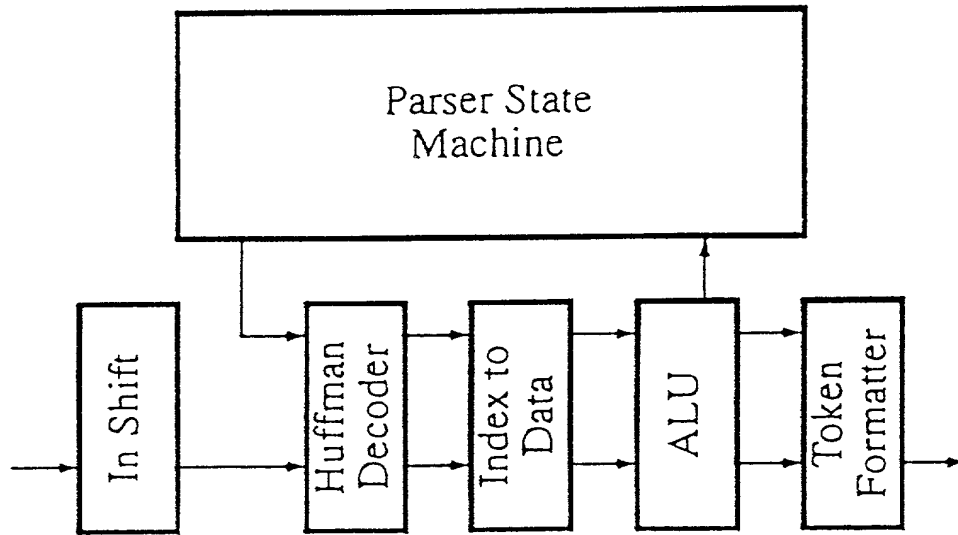 Parser State
Machine
In Shift
Huffman
Decoder
Index to
Data
ALU
Token
Formatter